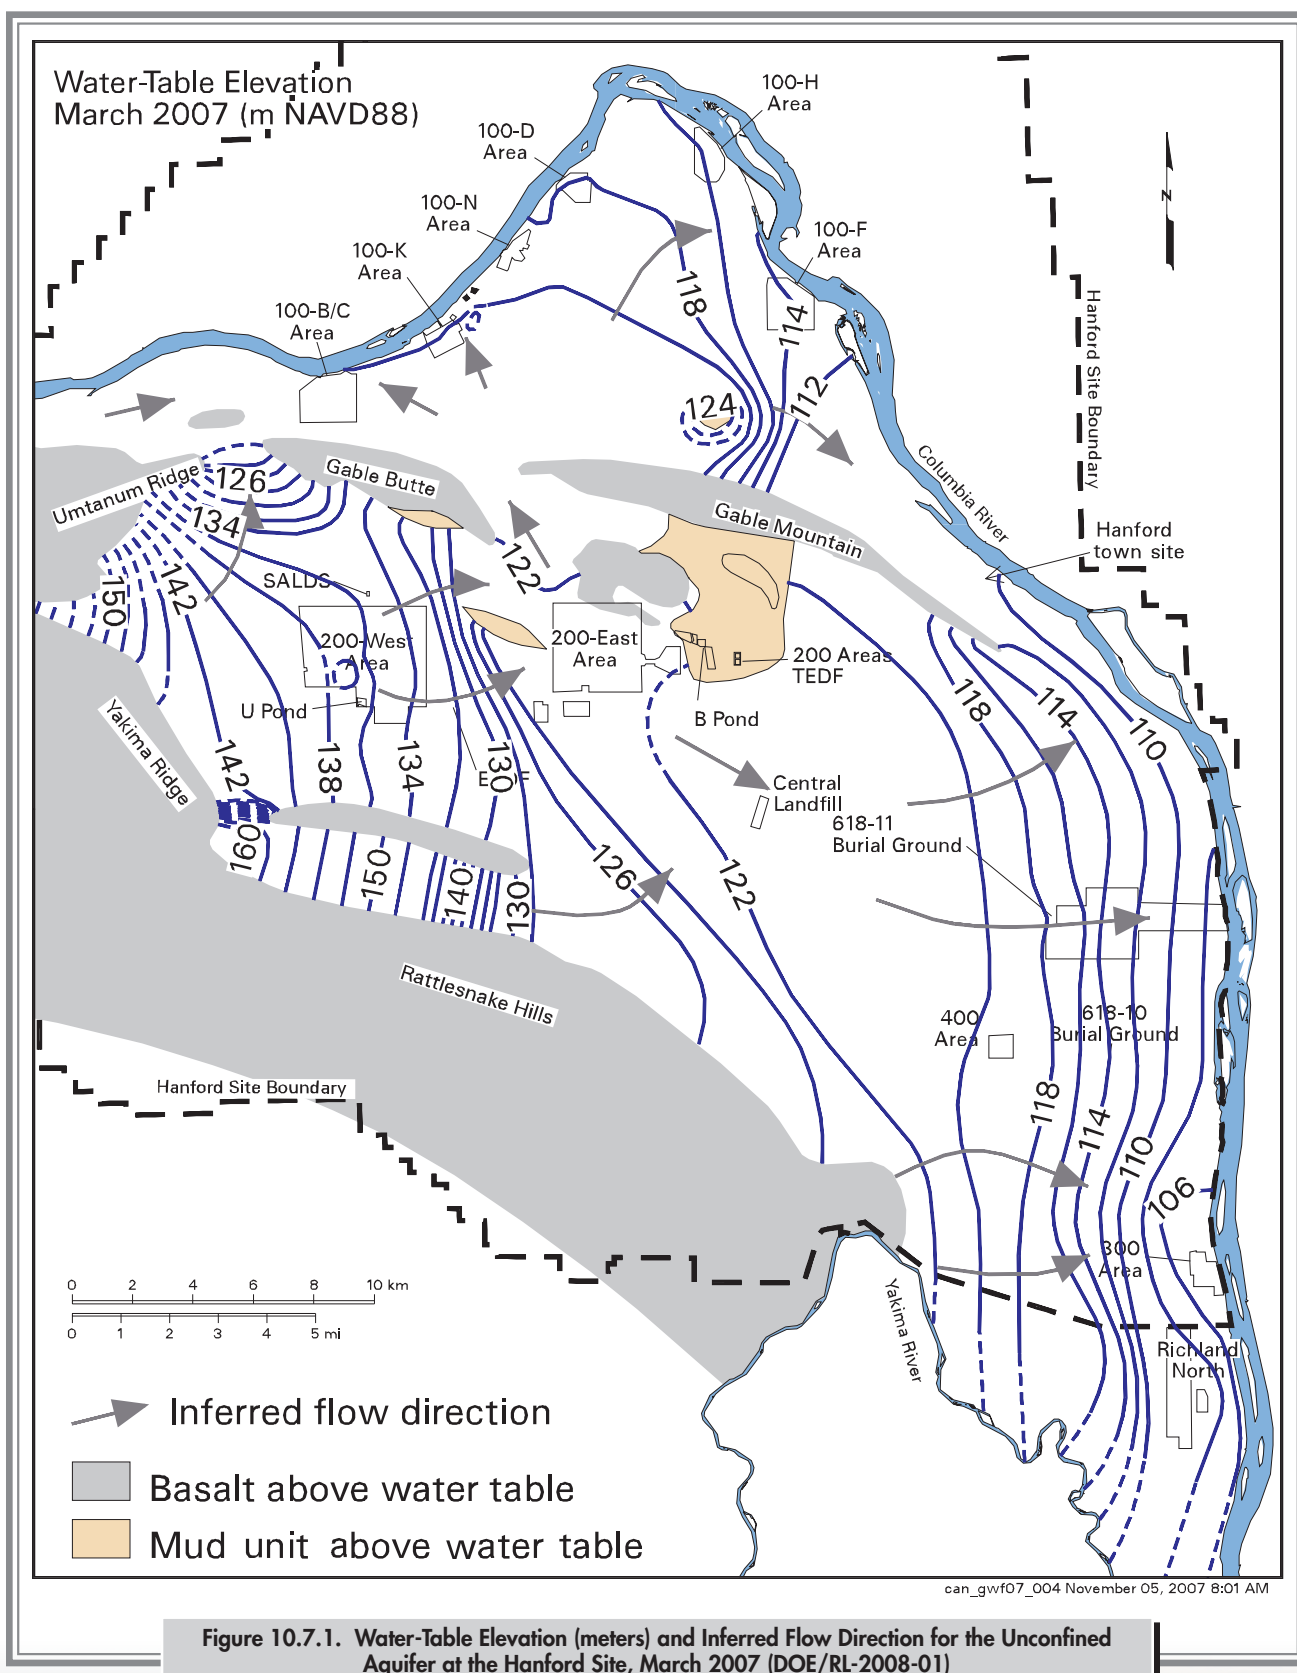 Water-Table Elevation
March 2007 (m NAVD88)
100-H
Area
100-D
Area
100-N
Area
100-F
Area
100-K
Area
100-B/C
Area
N
118
114
112
124
Hanford Site Boundary
Columbia River
Umtanum Ridge
126
Gable Butte
134
Gable Mountain
Hanford
town site
150
142
SALDS
122
200-West
Area
200-East
Area
200 Areas
TEDF
U Pond
B Pond
118
114
110
Yakima Ridge
142
138
134
130
Central
Landfill
618-11
Burial Ground
160
150
140
130
126
122
Rattlesnake Hills
400
Area
618-10
Burial Ground
Hanford Site Boundary
118
114
110
106
300
Area
Yakima River
Richland
North
0 2 4 6 8 10 km
0 1 2 3 4 5 mi
Inferred flow direction
Basalt above water table
Mud unit above water table
can_gwf07_004 November 05, 2007 8:01 AM
Figure 10.7.1. Water-Table Elevation (meters) and Inferred Flow Direction for the Unconfined
Aquifer at the Hanford Site, March 2007 (DOE/RL-2008-01)